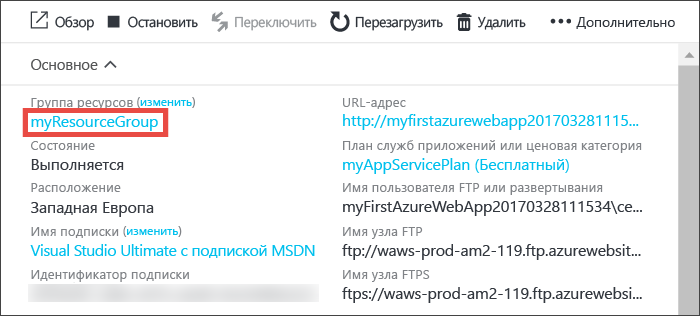 Обзор Остановить Переключить Перезагрузить Удалить ••• Дополнительно
Основное
Группа ресурсов (изменить)
myResourceGroup
Состояние
Выполняется
Расположение
Западная Европа
Имя подписки (изменить)
Visual Studio Ultimate с подпиской MSDN
Идентификатор подписки
URL-адрес
http://myfirstazurewebapp201703281115...
План служб приложений или ценовая категория
myAppServicePlan (Бесплатный)
Имя пользователя FTP или развертывания
myFirstAzureWebApp20170328111534\ce...
Имя узла FTP
ftp://waws-prod-am2-119.ftp.azurewebsit...
Имя узла FTPS
ftps://waws-prod-am2-119.ftp.azurewebsi...